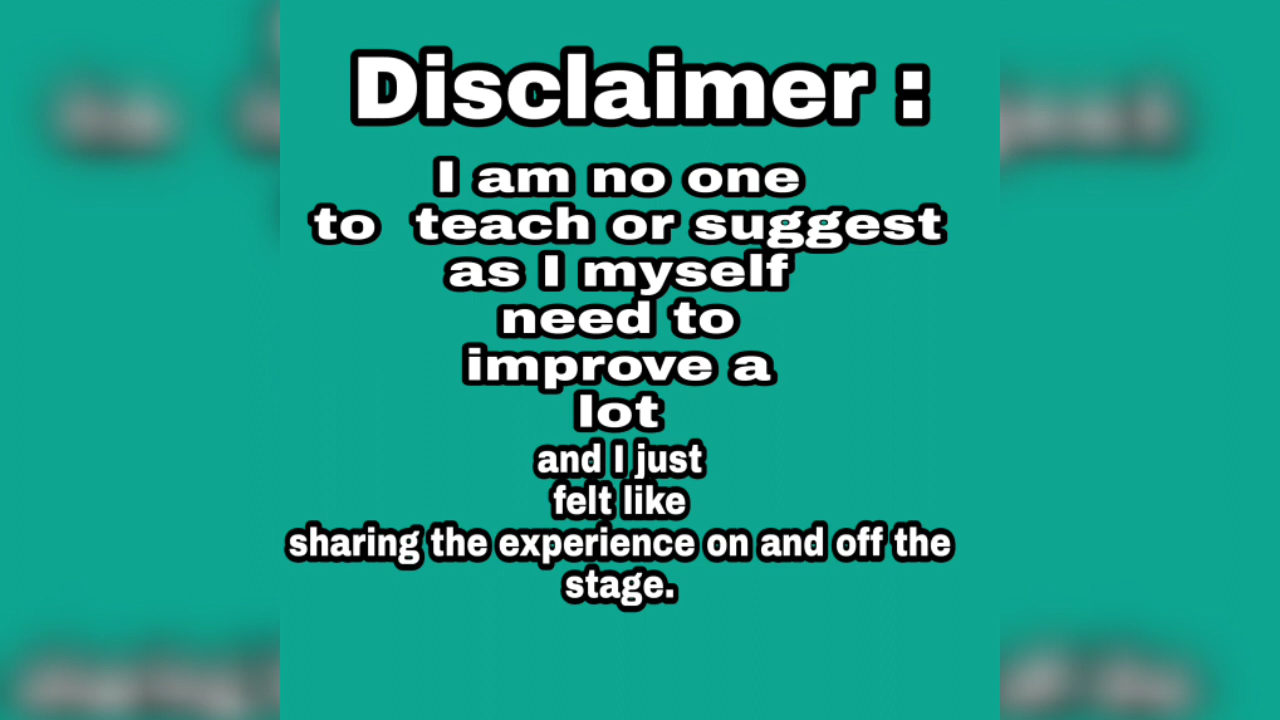 Disclaimer :
I am no one
to teach or suggest
as I myself
need to
improve a
lot
and I just
felt like
sharing the experience on and off the
stage.